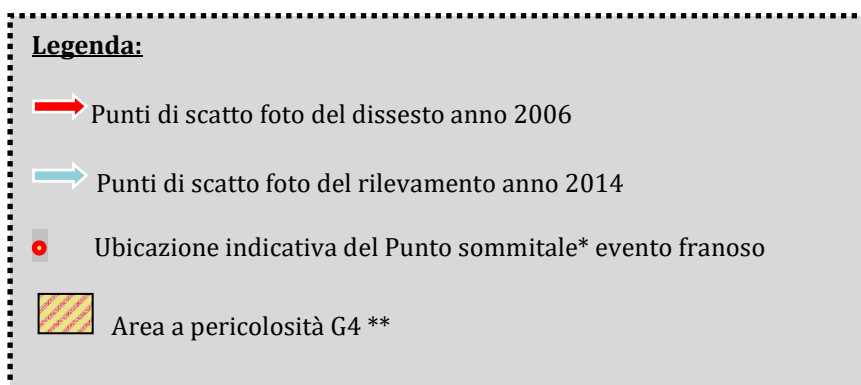 Legenda:
Punti di scatto foto del dissesto anno 2006
Punti di scatto foto del rilevamento anno 2014
Ubicazione indicativa del Punto sommitale* evento franoso
Area a pericolosità G4 **